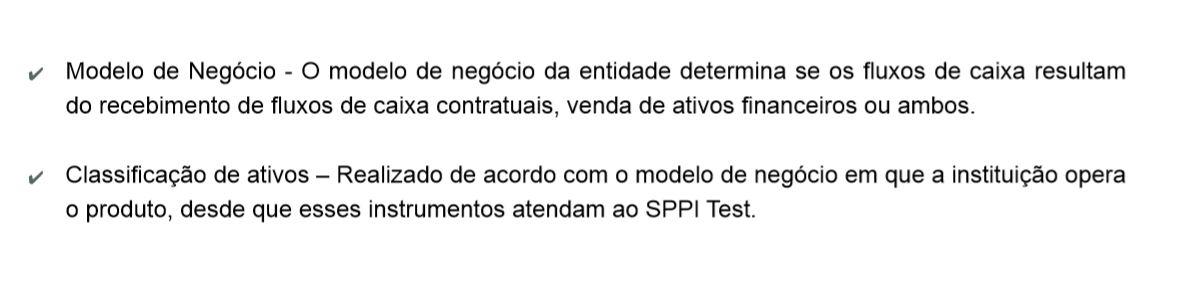 ✔ Modelo de Negócio - O modelo de negócio da entidade determina se os fluxos de caixa resultam
do recebimento de fluxos de caixa contratuais, venda de ativos financeiros ou ambos.
✔ Classificação de ativos – Realizado de acordo com o modelo de negócio em que a instituição opera
o produto, desde que esses instrumentos atendam ao SPPI Test.